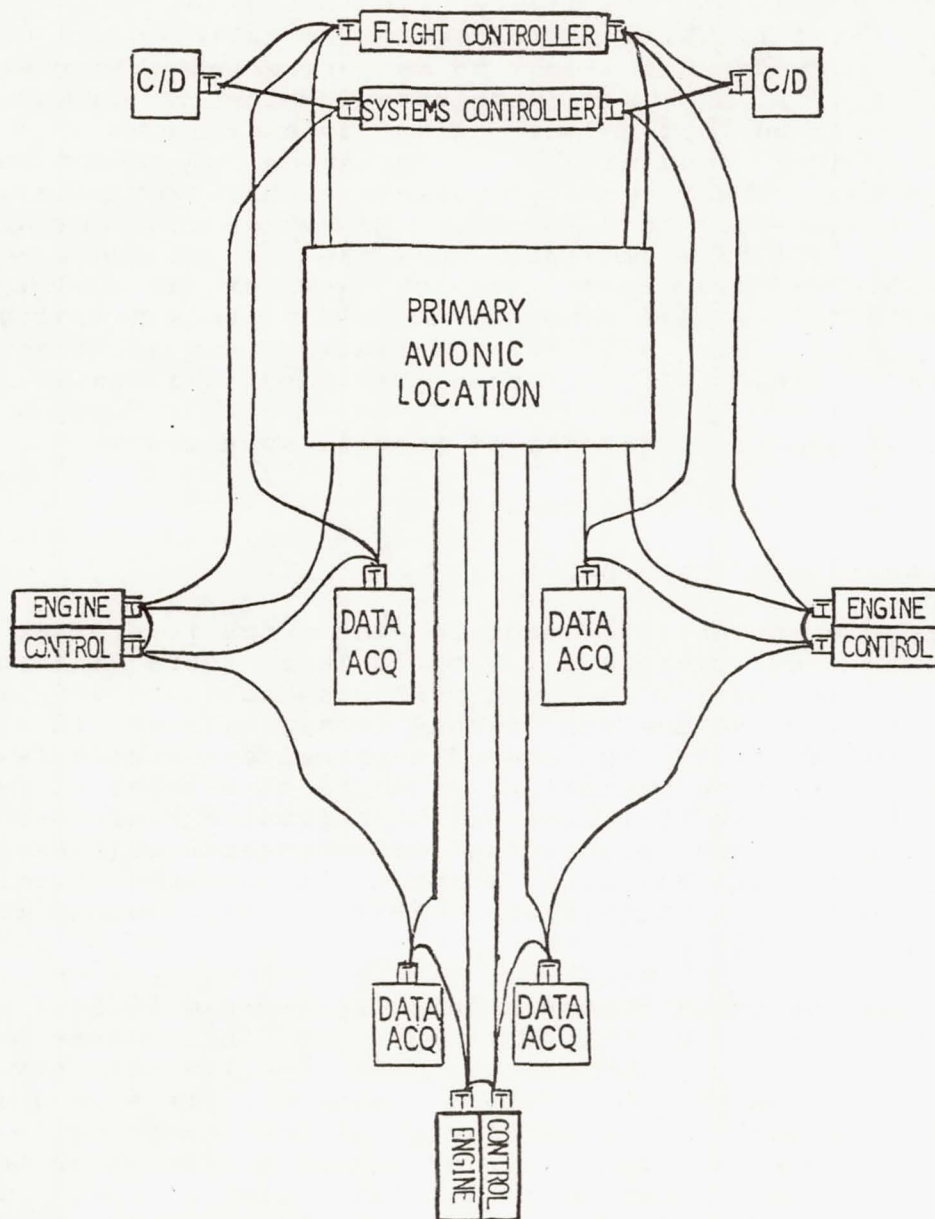 T FLIGHT CONTROLLER T
C/D T
T C/D
T SYSTEMS CONTROLLER T
PRIMARY
AVIONIC
LOCATION
ENGINE T
CONTROL T
T
DATA
ACQ
T
DATA
ACQ
T ENGINE
T CONTROL
T
DATA
ACQ
T
DATA
ACQ
T T
ENGINE
CONTROL